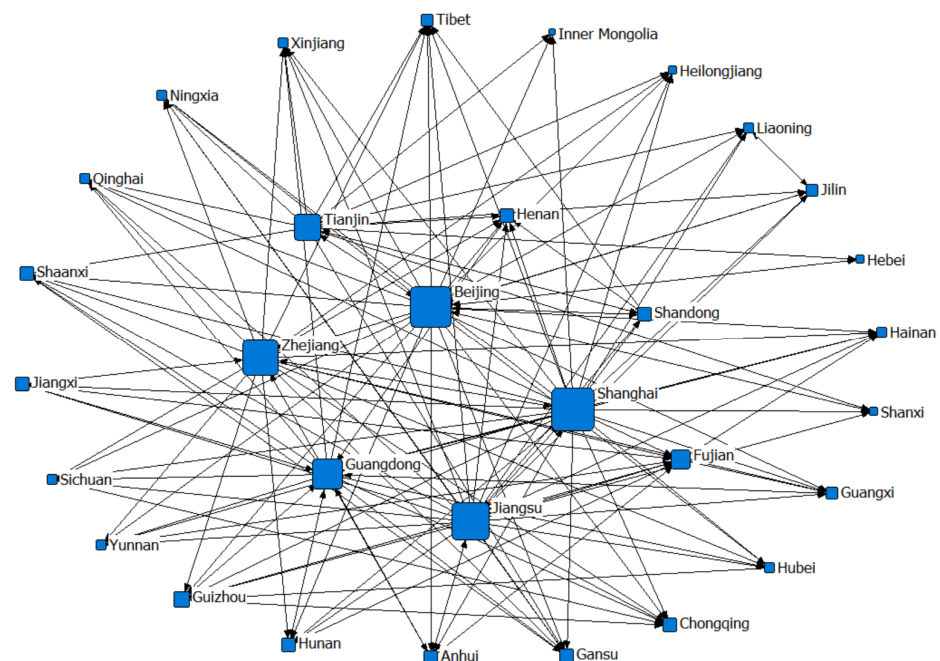 Tibet
Inner Mongolia
Xinjiang
Heilongjiang
Ningxia
Liaoning
Qinghai
Jilin
Tianjin
Henan
Hebei
Shaanxi
Beijing
Shandong
Hainan
Zhejiang
Jiangxi
Shanghai
Shanxi
Fujian
Guangdong
Sichuan
Guangxi
Jiangsu
Yunnan
Hubei
Guizhou
Chongqing
Hunan
Anhui
Gansu